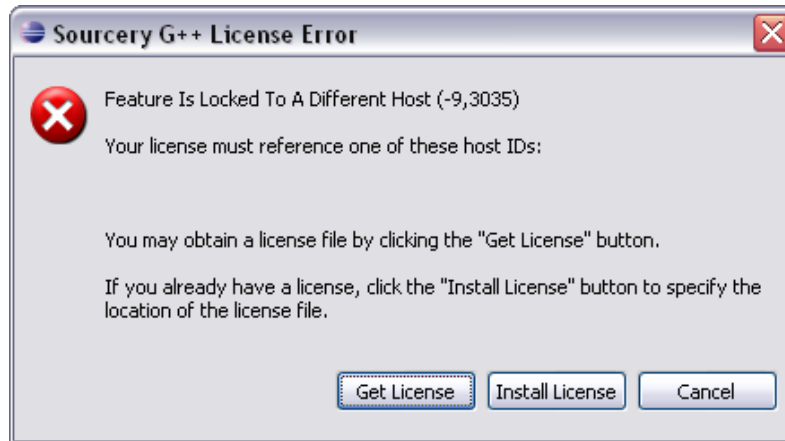 Sourcery G++ License Error
Feature Is Locked To A Different Host (-9,3035)
Your license must reference one of these host IDs:
You may obtain a license file by clicking the "Get License" button.
If you already have a license, click the "Install License" button to specify the
location of the license file.
Get License
Install License
Cancel